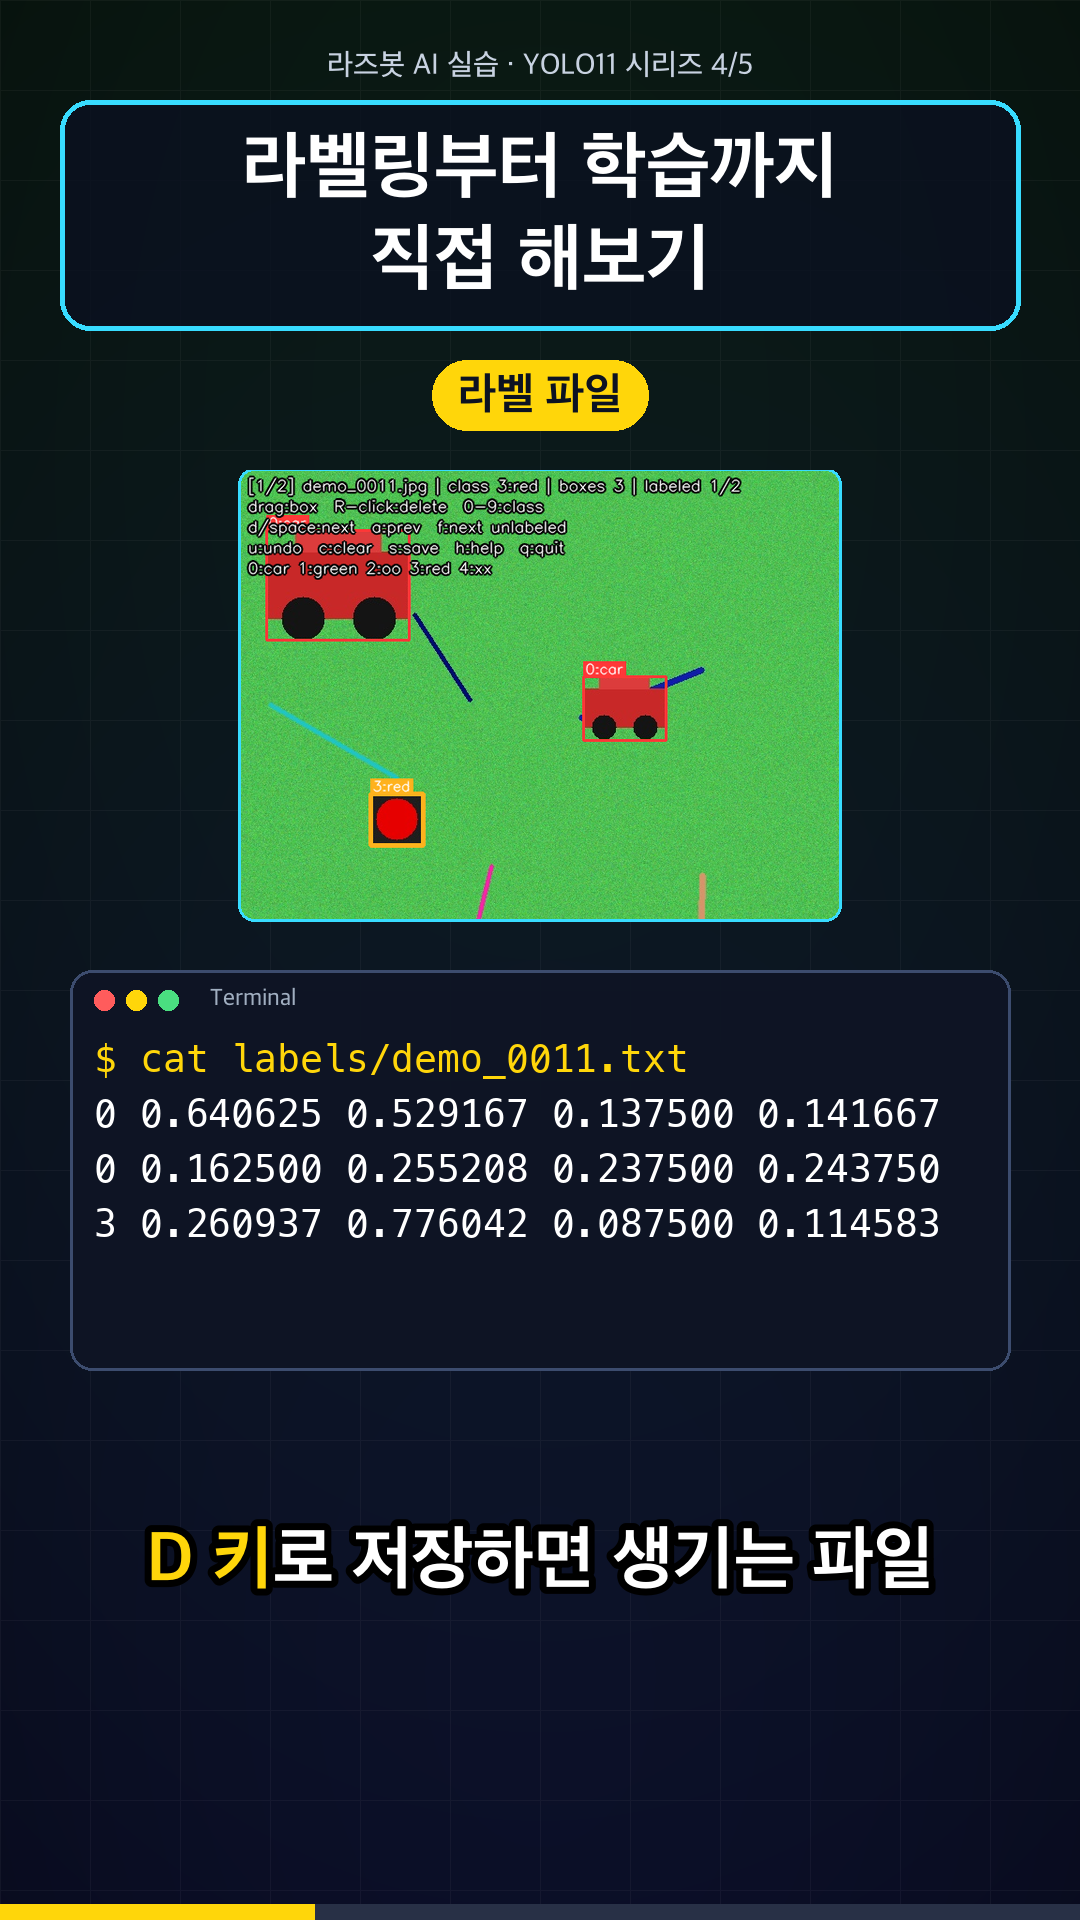 라즈봇 AI 실습 · YOLO11 시리즈 4/5
라벨링부터 학습까지
직접 해보기
라벨 파일
[1/2] demo_0011.jpg | class 3:red | boxes 3 | labeled 1/2
drag:box R-click:delete 0-9:class
d/space:next a:prev f:next unlabeled
u:undo c:clear s:save h:help q:quit
0:car 1:green 2:oo 3:red 4:xx
0:car
3:red
Terminal
$ cat labels/demo_0011.txt
0 0.640625 0.529167 0.137500 0.141667
0 0.162500 0.255208 0.237500 0.243750
3 0.260937 0.776042 0.087500 0.114583
D 키로 저장하면 생기는 파일